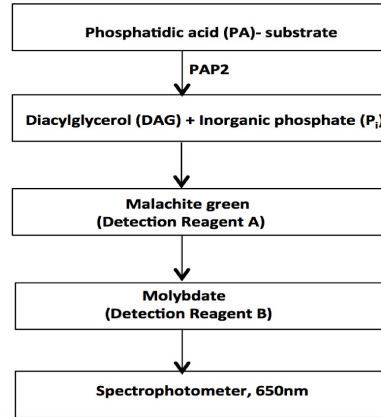 Phosphatidic acid (PA)- substrate
PAP2
Diacylglycerol (DAG) + Inorganic phosphate (Pi)
Malachite green
(Detection Reagent A)
Molybdate
(Detection Reagent B)
Spectrophotometer, 650nm